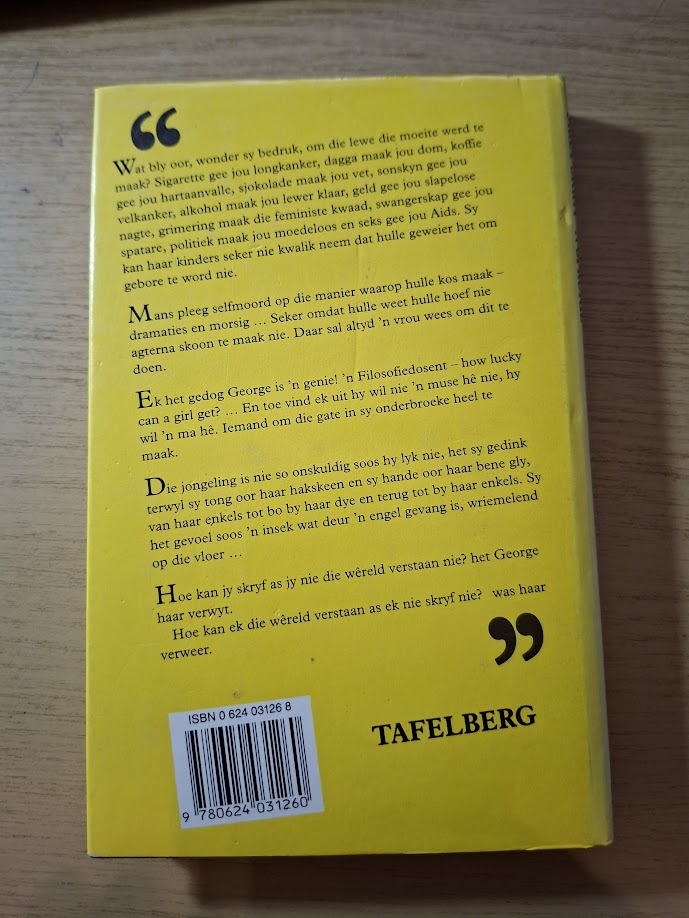 “
Wat bly oor, wonder sy bedruk, om die lewe die moeite werd te
maak? Sigarette gee jou longkanker, dagga maak jou dom, koffie
gee jou hartaanvalle, sjokolade maak jou vet, sonskyn gee jou
velkanker, alkohol maak jou lewer klaar, geld gee jou slapelose
nagte, grimering maak die feministe kwaad, swangerskap gee jou
spatare, politiek maak jou moedeloos en seks gee jou Aids. Sy
kan haar kinders seker nie kwalik neem dat hulle geweier het om
gebore te word nie.
Mans pleeg selfmoord op die manier waarop hulle kos maak –
dramaties en morsig ... Seker omdat hulle weet hulle hoef nie
agterna skoon te maak nie. Daar sal altyd 'n vrou wees om dit te
doen.
Ek het gedog George is 'n genie! 'n Filosofiedosent – how lucky
can a girl get? ... En toe vind ek uit hy wil nie 'n muse hê nie, hy
wil 'n ma hê. Iemand om die gate in sy onderbroeke heel te
maak.
Die jongeling is nie so onskuldig soos hy lyk nie, het sy gedink
terwyl sy tong oor haar hakskeen en sy hande oor haar bene gly,
van haar enkels tot bo by haar dye en terug tot by haar enkels. Sy
het gevoel soos 'n insek wat deur 'n engel gevang is, wriemelend
op die vloer ...
Hoe kan jy skryf as jy nie die wêreld verstaan nie? het George
haar verwyt.
Hoe kan ek die wêreld verstaan as ek nie skryf nie? was haar
verweer.
”
ISBN 0 624 03126 8
9 780624 031260
TAFELBERG